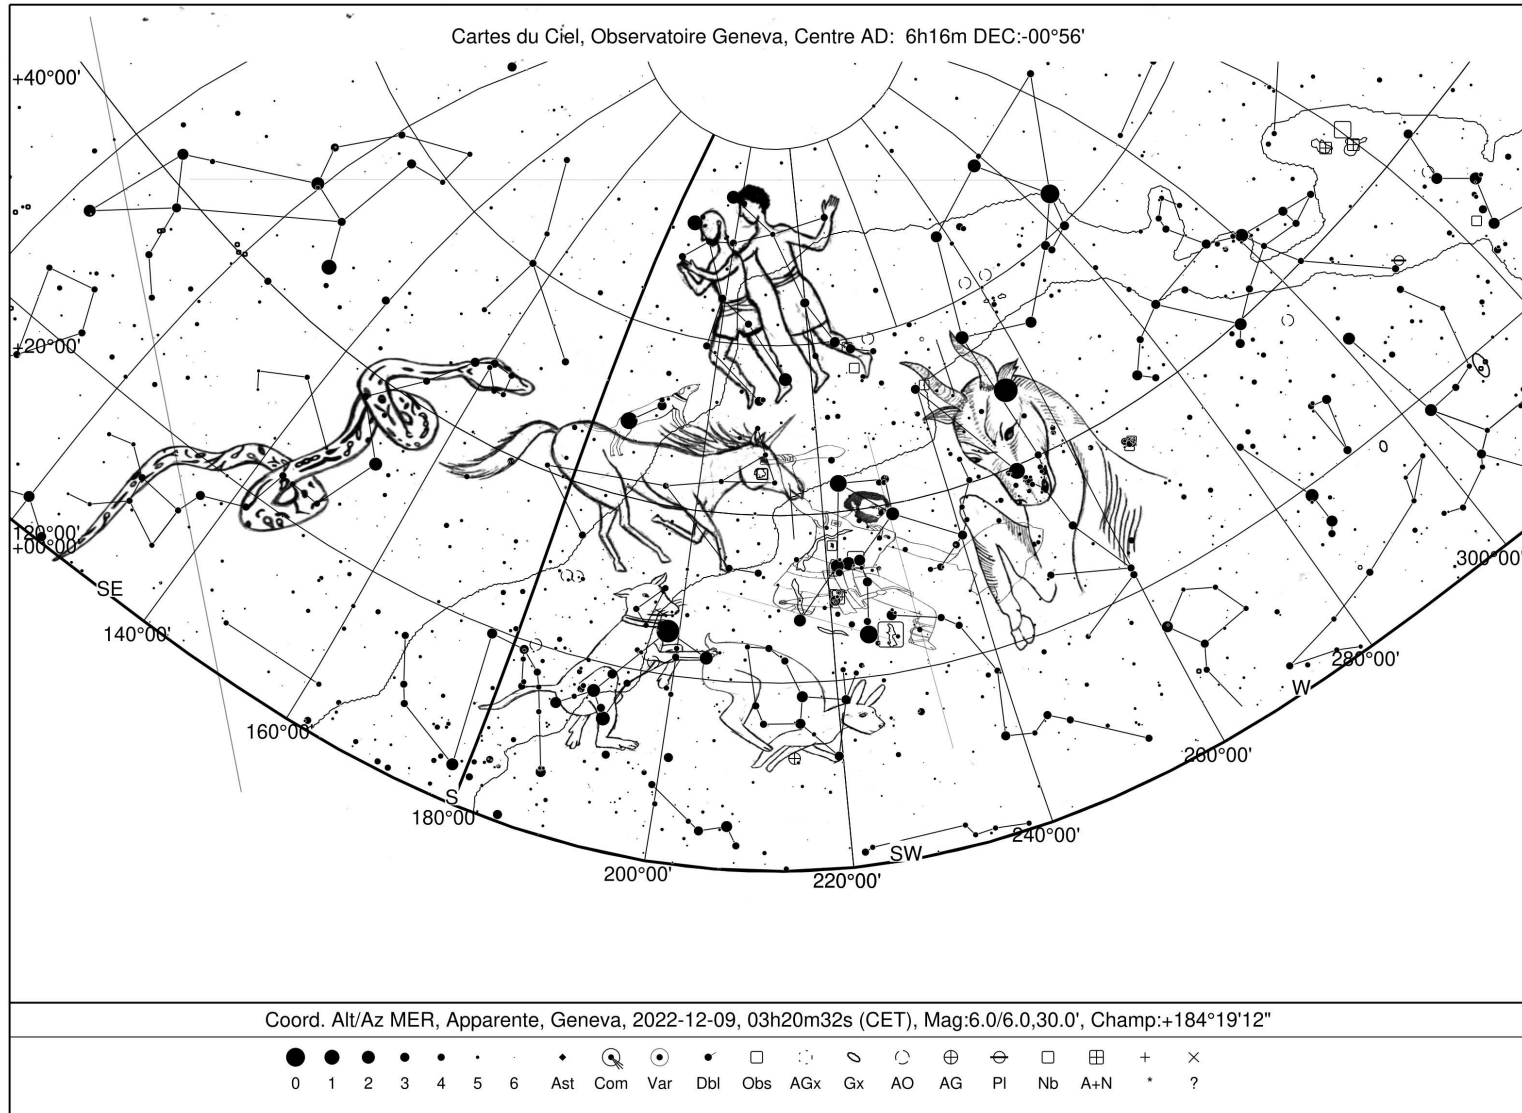 Cartes du Ciel, Observatoire Geneva, Centre AD:  6h16m DEC:-00°56'
+40°00'
+20°00'
120°00'
+00°00'
SE
140°00'
160°00'
S
180°00'
200°00'
SW
220°00'
240°00'
260°00'
W
280°00'
300°00'
Coord. Alt/Az MER, Apparente, Geneva, 2022-12-09, 03h20m32s (CET), Mag:6.0/6.0,30.0', Champ:+184°19'12"
0 1 2 3 4 5 6 Ast Com Var Dbl Obs AGx Gx AO AG Pl Nb A+N * ?